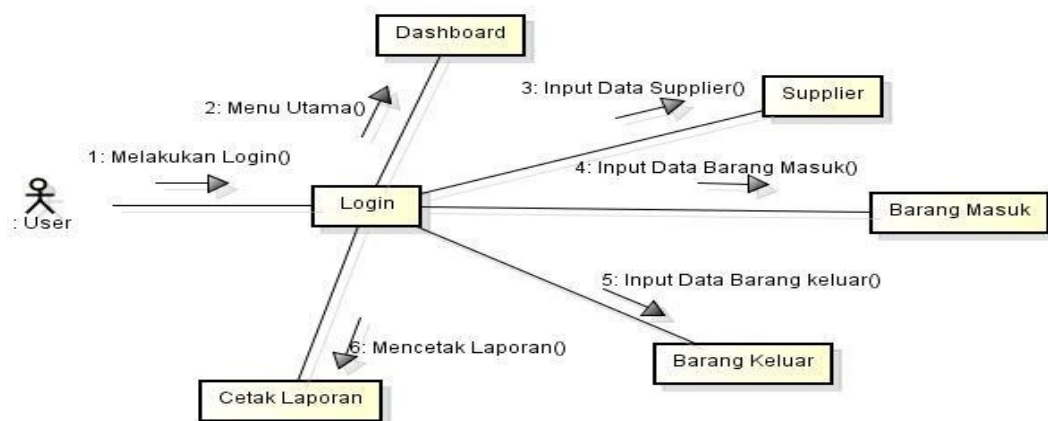 Dashboard
3: Input Data Supplier()
Supplier
2: Menu Utama()
1: Melakukan Login()
4: Input Data Barang Masuk()
Login
Barang Masuk
: User
5: Input Data Barang keluar()
6: Mencetak Laporan()
Barang Keluar
Cetak Laporan